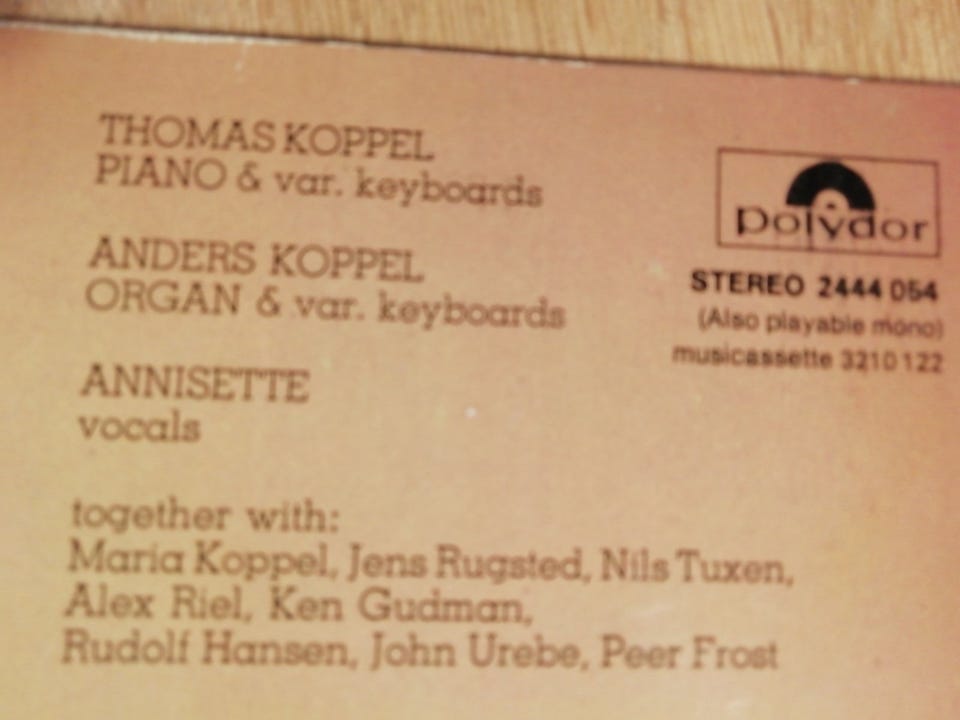 THOMAS KOPPEL
PIANO & var. keyboards
ANDERS KOPPEL
ORGAN & var. keyboards
ANNISETTE
vocals
together with:
Maria Koppel, Jens Rugsted, Nils Tuxen,
Alex Riel, Ken Gudman,
Rudolf Hansen, John Urebe, Peer Frost
polydor
STEREO 2444 054
(Also playable mono)
musicassette 3210 122